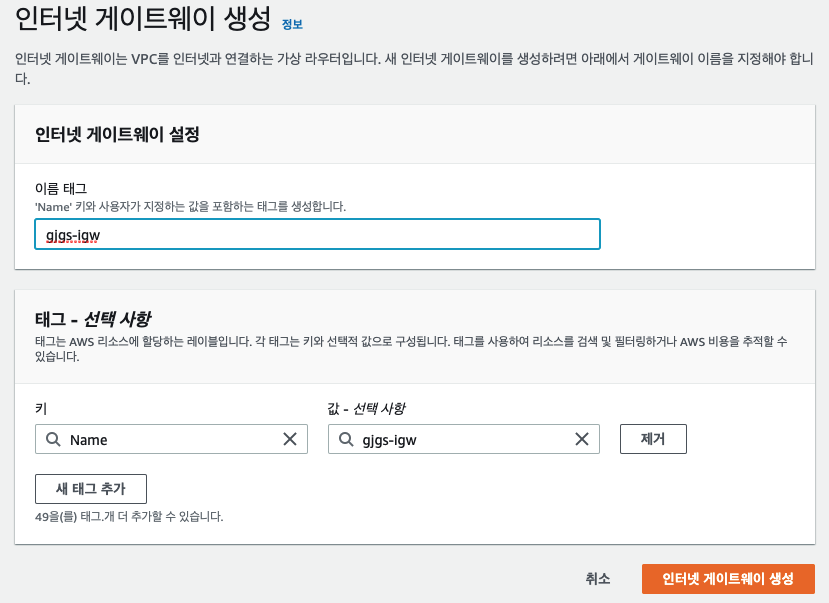 인터넷 게이트웨이 생성 정보
인터넷 게이트웨이는 VPC를 인터넷과 연결하는 가상 라우터입니다. 새 인터넷 게이트웨이를 생성하려면 아래에서 게이트웨이 이름을 지정해야 합니
다.
인터넷 게이트웨이 설정
이름 태그
'Name' 키와 사용자가 지정하는 값을 포함하는 태그를 생성합니다.
gjgs-igw
태그 - 선택 사항
태그는 AWS 리소스에 할당하는 레이블입니다. 각 태그는 키와 선택적 값으로 구성됩니다. 태그를 사용하여 리소스를 검색 및 필터링하거나 AWS 비용을 추적할 수
있습니다.
키 값 - 선택 사항
Name gjgs-igw 제거
새 태그 추가
49을(를) 태그.개 더 추가할 수 있습니다.
취소 인터넷 게이트웨이 생성